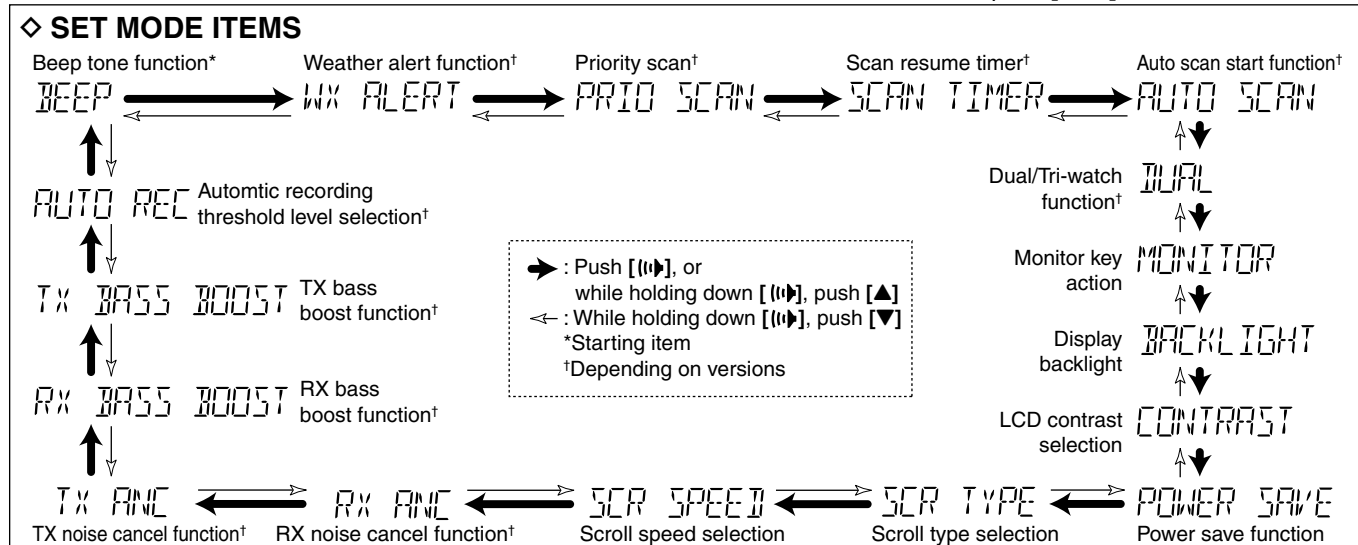 ◇ SET MODE ITEMS
Beep tone function* Weather alert function† Priority scan† Scan resume timer† Auto scan start function†
BEEP WX ALERT PRIO SCAN SCAN TIMER AUTO SCAN
Dual/Tri-watch
function†
DUAL
AUTO REC
Automtic recording
threshold level selection†
Monitor key
action
MONITOR
: Push [ ], or
while holding down [ ], push [▲]
: While holding down [ ], push [▼]
*Starting item
†Depending on versions
TX BASS BOOST
TX bass
boost function†
Display
backlight
BACKLIGHT
RX BASS BOOST
RX bass
boost function†
LCD contrast
selection
CONTRAST
TX ANC RX ANC SCR SPEED SCR TYPE POWER SAVE
TX noise cancel function† RX noise cancel function† Scroll speed selection Scroll type selection Power save function